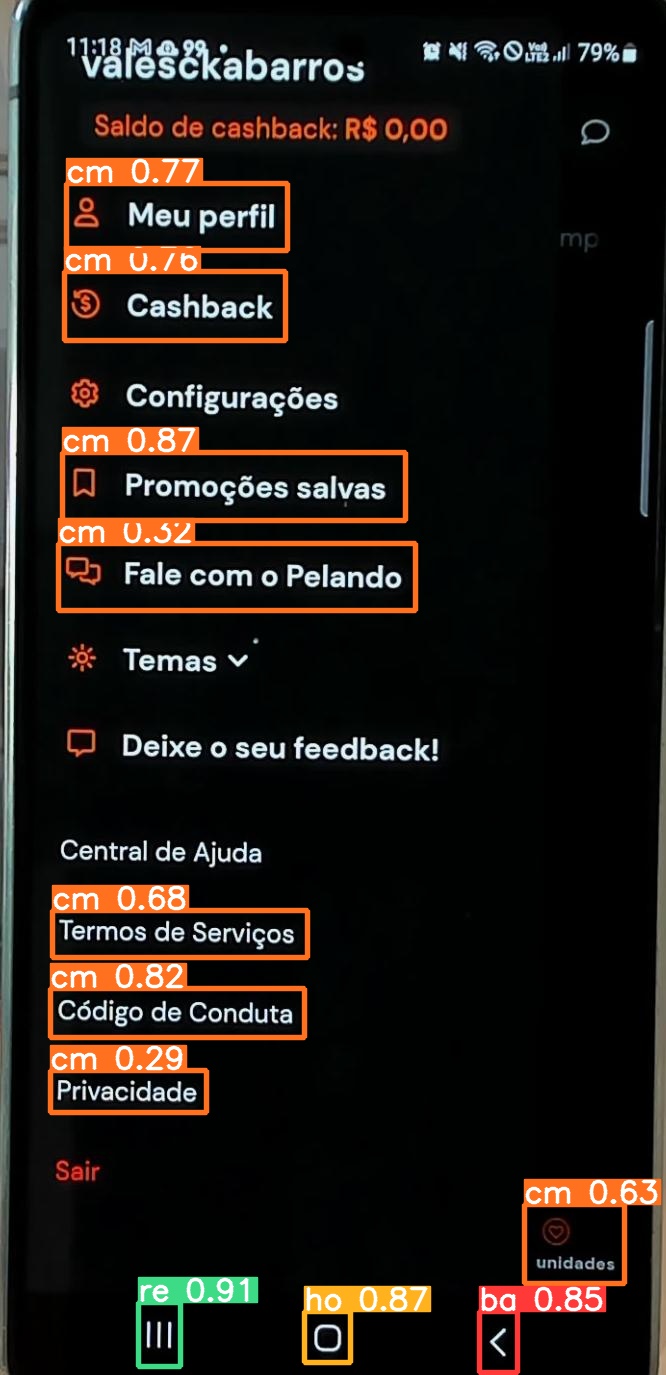 11:18 99
79%
valesckabarros
Saldo de cashback: R$ 0,00
cm 0.77
Meu perfil
mp
cm 0.76
Cashback
Configurações
cm 0.87
Promoções salvas
cm 0.32
Fale com o Pelando
Temas
Deixe o seu feedback!
Central de Ajuda
cm 0.68
Termos de Serviços
cm 0.82
Código de Conduta
cm 0.29
Privacidade
Sair
cm 0.63
unidades
re 0.91
ho 0.87
ba 0.85